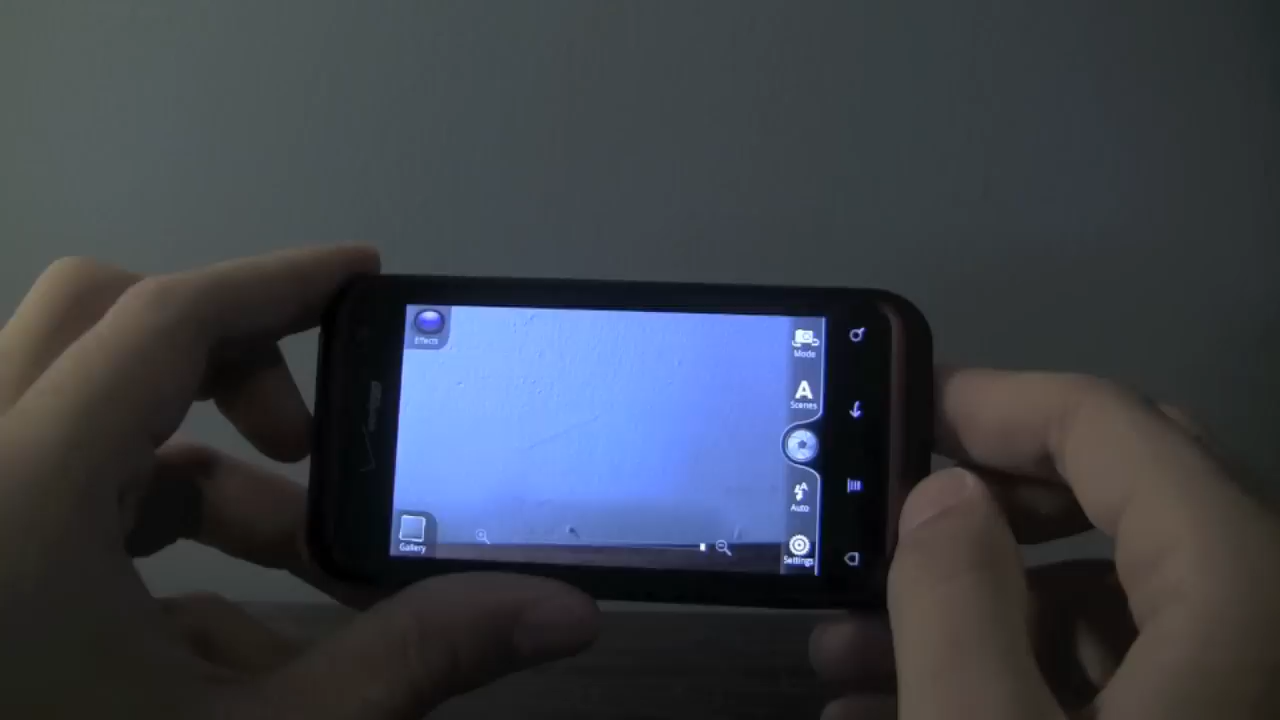 Effects
Mode
A
Scenes
A
Auto
Gallery
Settings